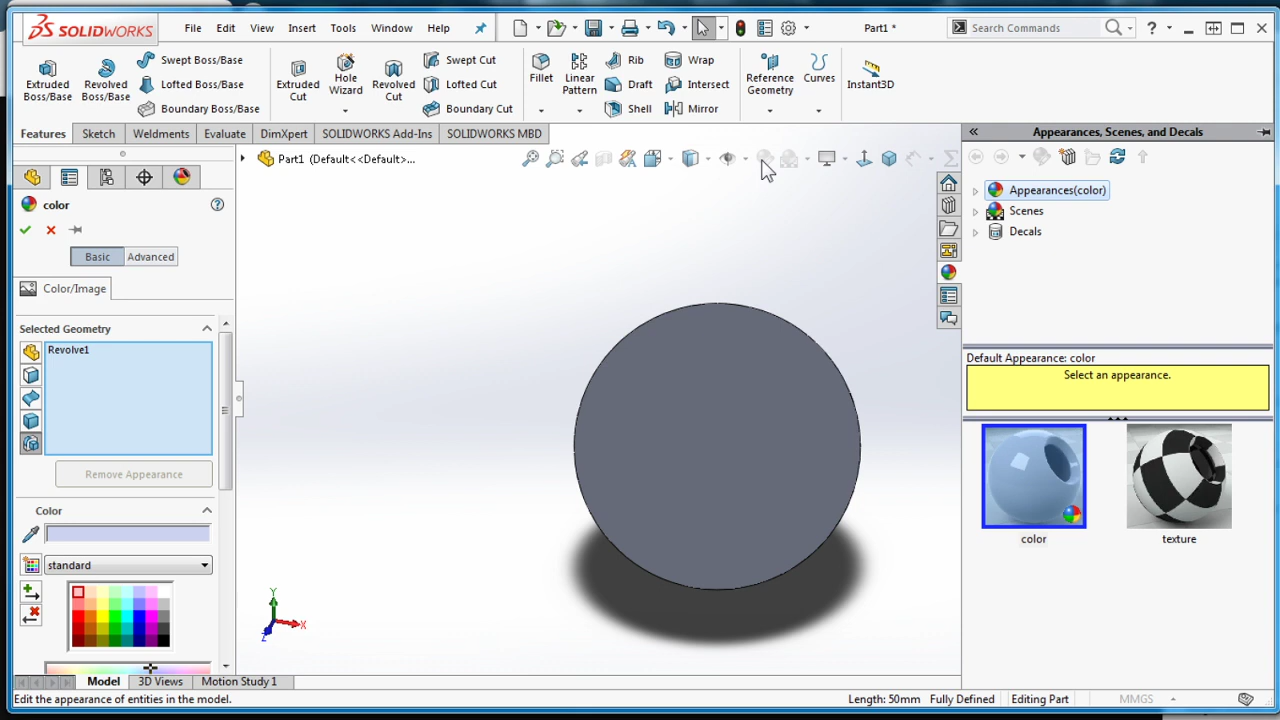 SOLIDWORKS
File Edit View Insert Tools Window Help
Part1 *
Search Commands
Extruded Boss/Base
Revolved Boss/Base
Swept Boss/Base
Lofted Boss/Base
Boundary Boss/Base
Extruded Cut
Hole Wizard
Revolved Cut
Swept Cut
Lofted Cut
Boundary Cut
Fillet
Linear Pattern
Rib
Draft
Shell
Wrap
Intersect
Mirror
Reference Geometry
Curves
Instant3D
Features Sketch Weldments Evaluate DimXpert SOLIDWORKS Add-Ins SOLIDWORKS MBD
Part1 (Default<<Default>...
Appearances, Scenes, and Decals
color
Basic Advanced
Color/Image
Selected Geometry
Revolve1
Remove Appearance
Color
standard
Y
X
Z
Appearances(color)
Scenes
Decals
Default Appearance: color
Select an appearance.
color
texture
Model 3D Views Motion Study 1
Edit the appearance of entities in the model.
Length: 50mm Fully Defined Editing Part MMGS